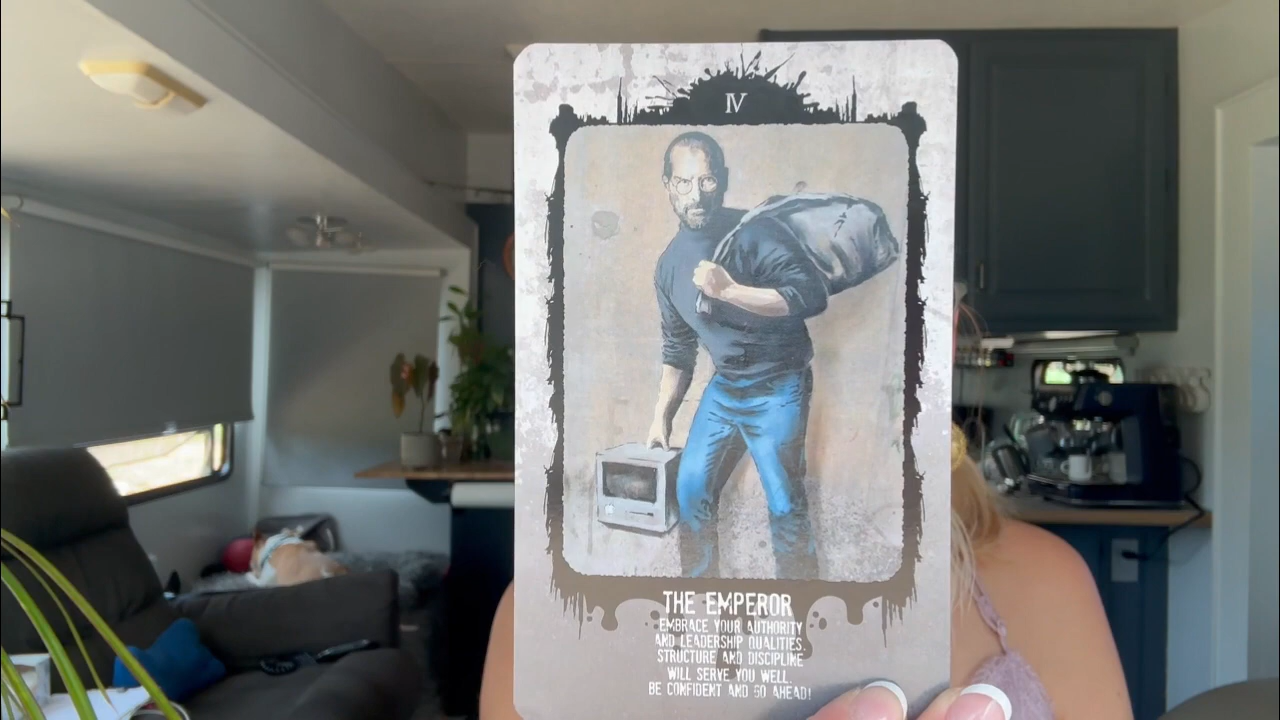 IV
THE EMPEROR
EMBRACE YOUR AUTHORITY
AND LEADERSHIP QUALITIES.
STRUCTURE AND DISCIPLINE
WILL SERVE YOU WELL.
BE CONFIDENT AND GO AHEAD!